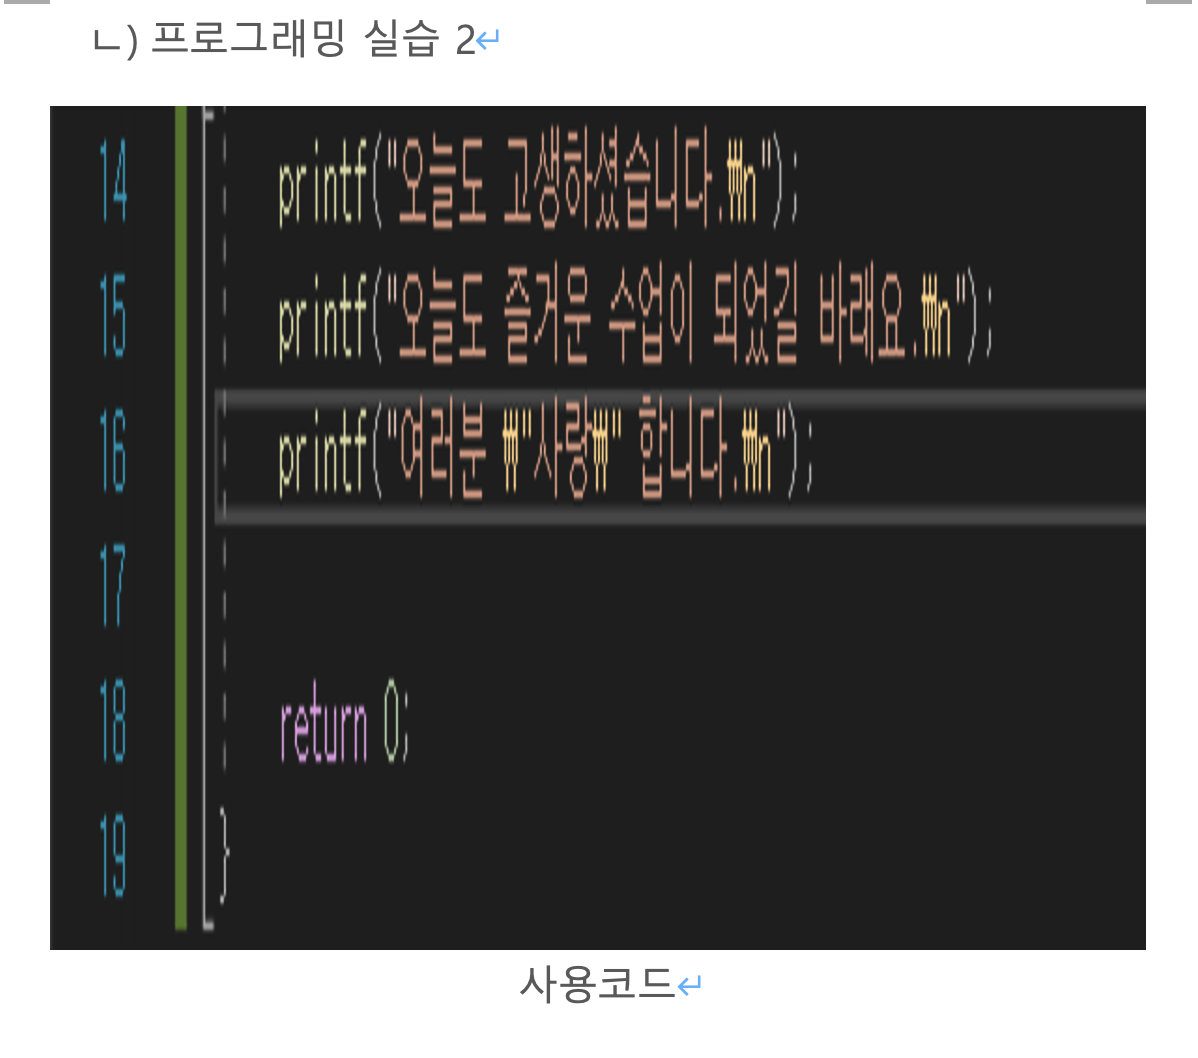 ㄴ) 프로그래밍 실습 2↵
14 printf("오늘도 고생하셨습니다.₩n");
15 printf("오늘도 즐거운 수업이 되었길 바래요.₩n");
16 printf("여러분 ₩"사랑₩" 합니다.₩n");
17
18 return 0;
19 }
사용코드↵